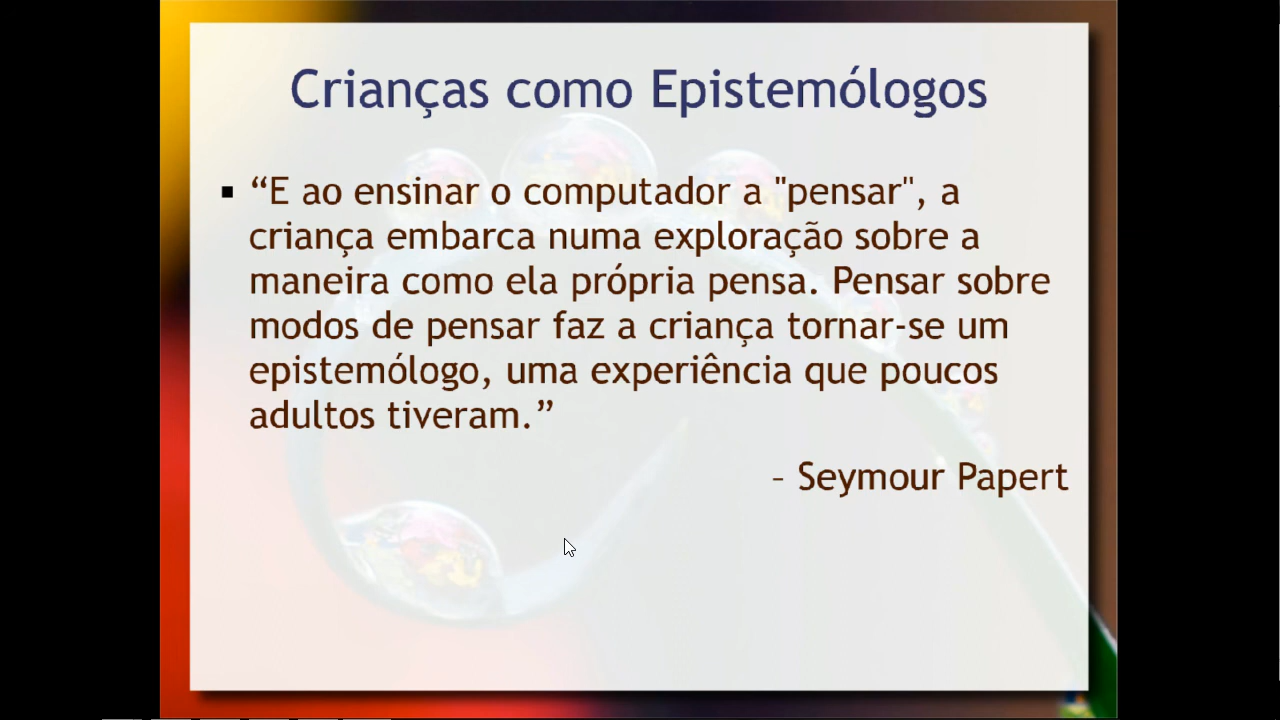 Crianças como Epistemólogos
▪ “E ao ensinar o computador a "pensar", a
criança embarca numa exploração sobre a
maneira como ela própria pensa. Pensar sobre
modos de pensar faz a criança tornar-se um
epistemólogo, uma experiência que poucos
adultos tiveram.”
– Seymour Papert